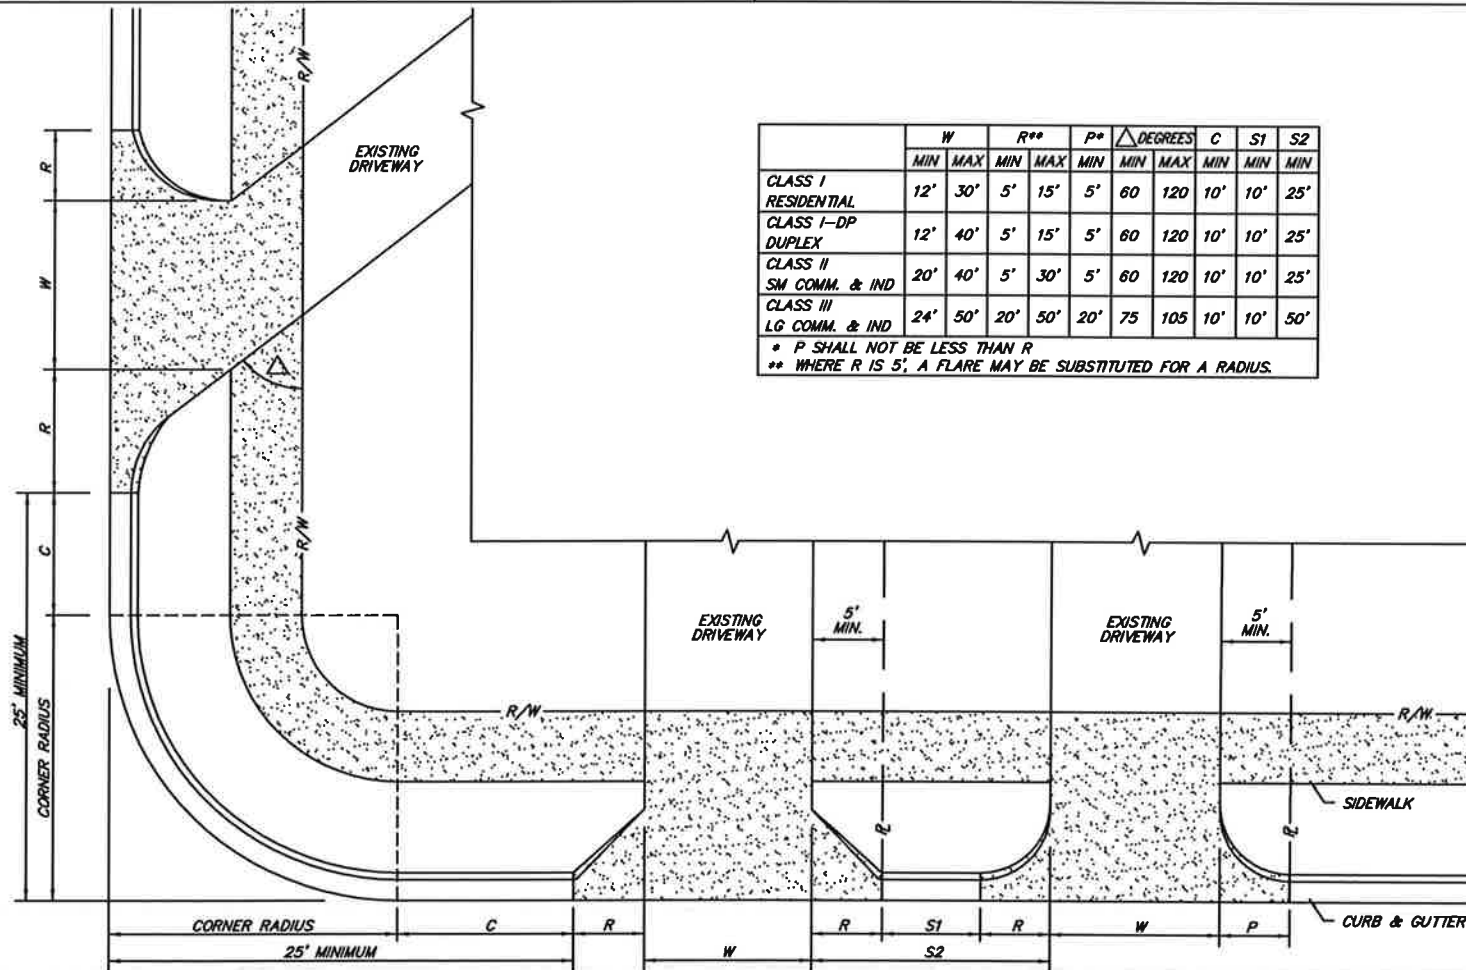 R/W
EXISTING
DRIVEWAY
R
W
R
C
25' MINIMUM
CORNER RADIUS
△
R/W
W R** P* △ DEGREES C S1 S2
MIN MAX MIN MAX MIN MIN MAX MIN MIN MIN
CLASS I
RESIDENTIAL 12' 30' 5' 15' 5' 60 120 10' 10' 25'
CLASS I-DP
DUPLEX 12' 40' 5' 15' 5' 60 120 10' 10' 25'
CLASS II
SM COMM. & IND 20' 40' 5' 30' 5' 60 120 10' 10' 25'
CLASS III
LG COMM. & IND 24' 50' 20' 50' 20' 75 105 10' 10' 50'
* P SHALL NOT BE LESS THAN R
** WHERE R IS 5', A FLARE MAY BE SUBSTITUTED FOR A RADIUS.
EXISTING
DRIVEWAY
5'
MIN.
EXISTING
DRIVEWAY
5'
MIN.
R/W
R/W
SIDEWALK
PL
PL
CURB & GUTTER
CORNER RADIUS C R R S1 R W P
25' MINIMUM W S2